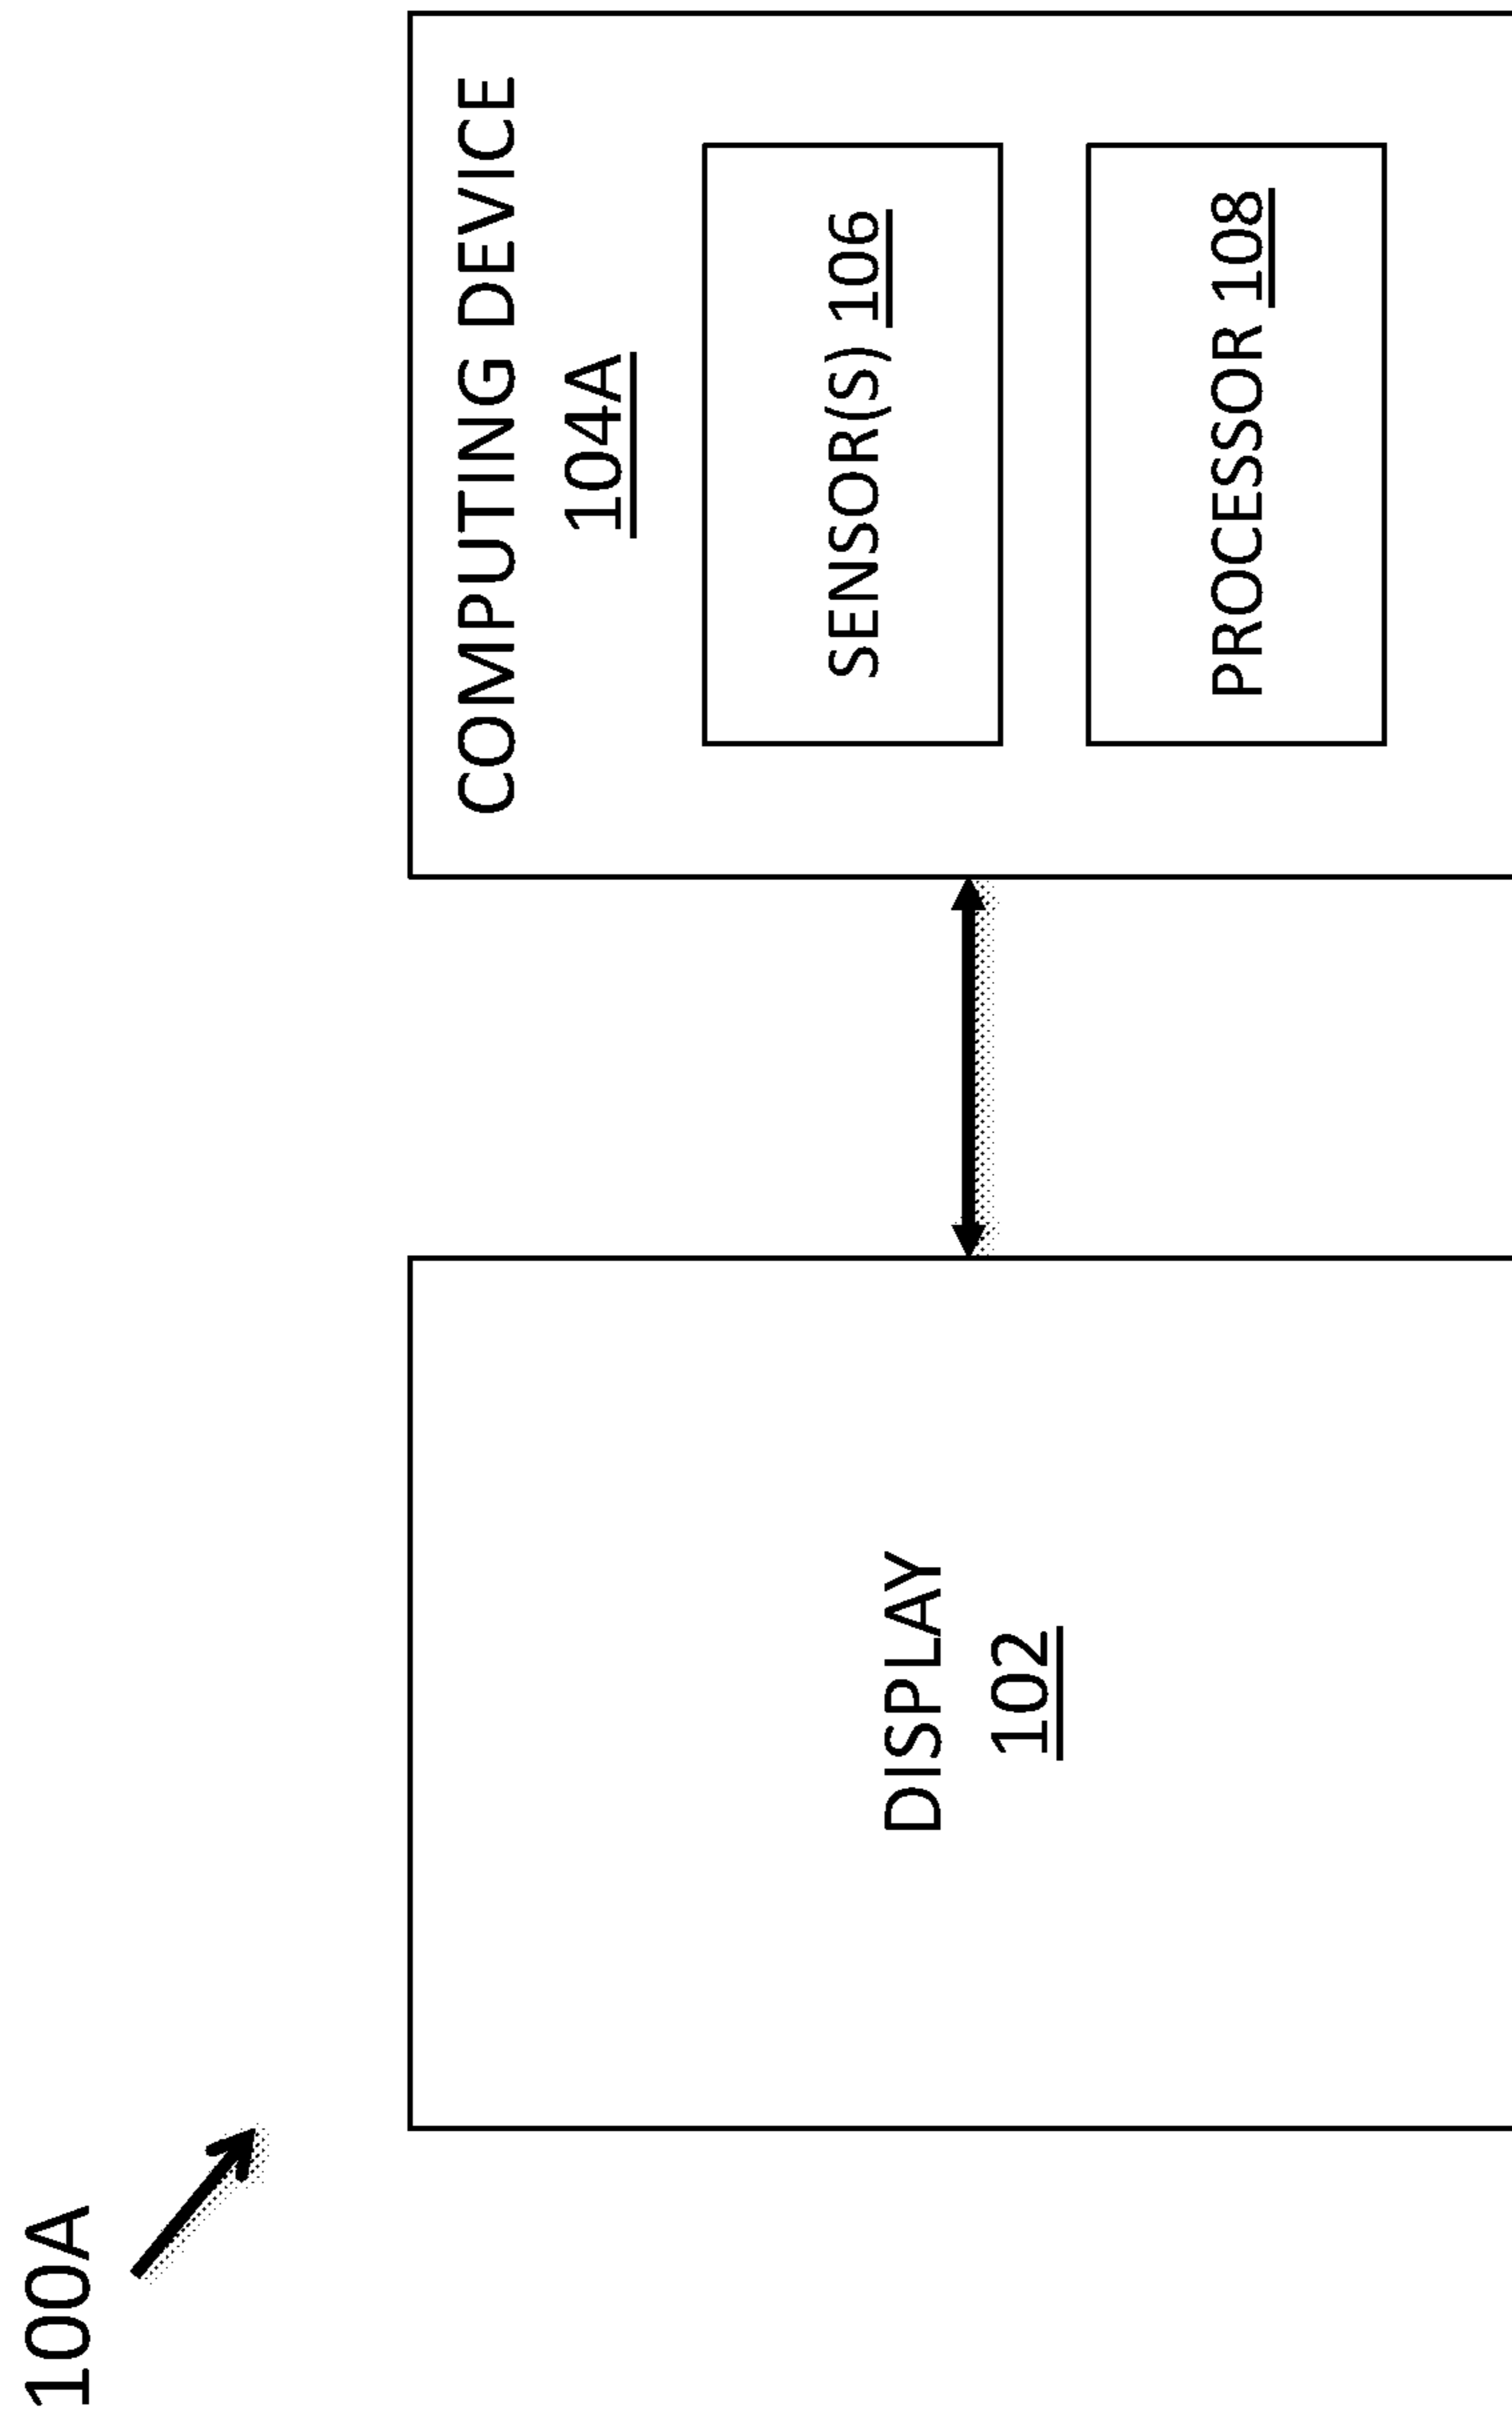 100A
DISPLAY
102
COMPUTING DEVICE
104A
SENSOR(S) 106
PROCESSOR 108